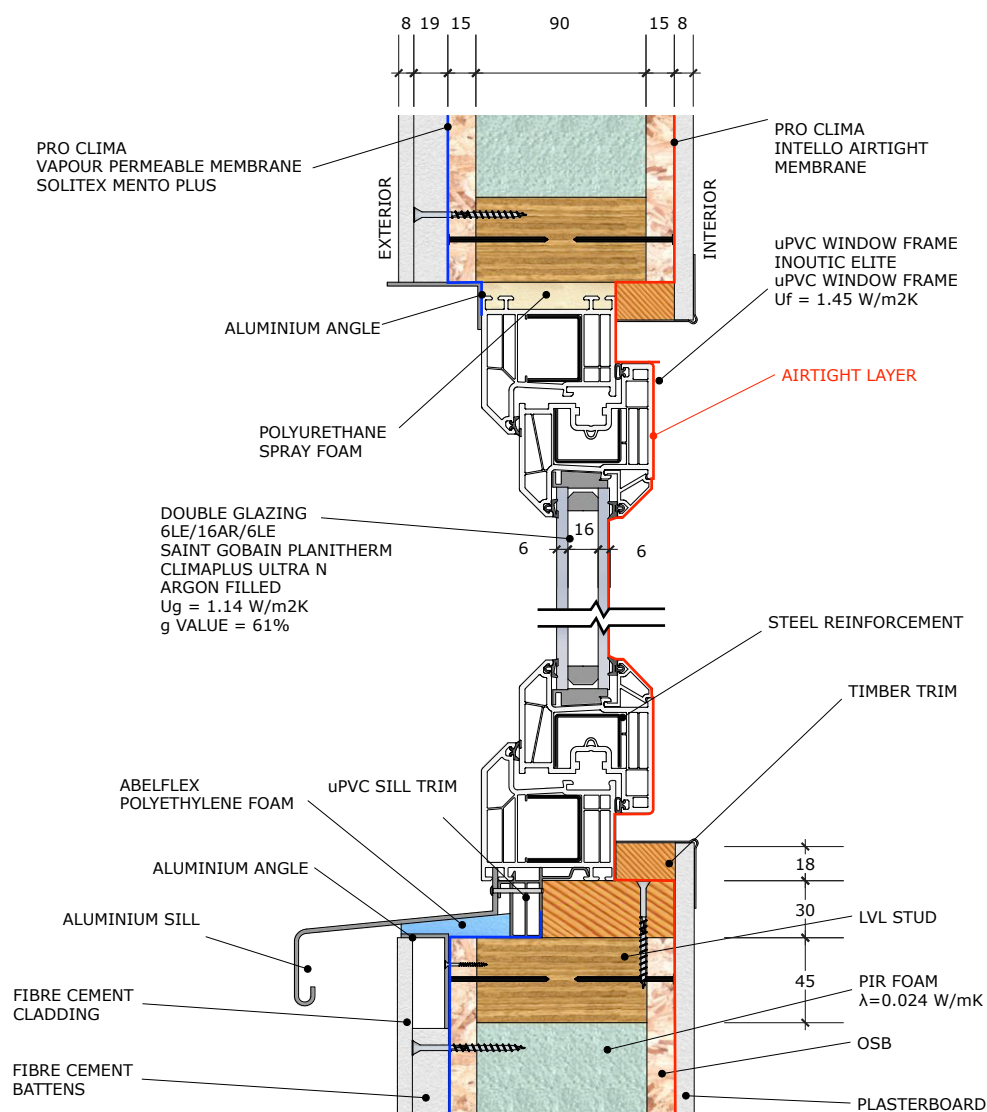 8 19 15 90 15 8
PRO CLIMA
VAPOUR PERMEABLE MEMBRANE
SOLITEX MENTO PLUS
PRO CLIMA
INTELLO AIRTIGHT
MEMBRANE
EXTERIOR
INTERIOR
uPVC WINDOW FRAME
INOUTIC ELITE
uPVC WINDOW FRAME
Uf = 1.45 W/m2K
ALUMINIUM ANGLE
AIRTIGHT LAYER
POLYURETHANE
SPRAY FOAM
DOUBLE GLAZING
6LE/16AR/6LE
SAINT GOBAIN PLANITHERM
CLIMAPLUS ULTRA N
ARGON FILLED
Ug = 1.14 W/m2K
g VALUE = 61%
16
6 6
STEEL REINFORCEMENT
TIMBER TRIM
ABELFLEX
POLYETHYLENE FOAM
uPVC SILL TRIM
ALUMINIUM ANGLE
18
ALUMINIUM SILL
30
LVL STUD
45
PIR FOAM
λ=0.024 W/mK
FIBRE CEMENT
CLADDING
OSB
FIBRE CEMENT
BATTENS
PLASTERBOARD